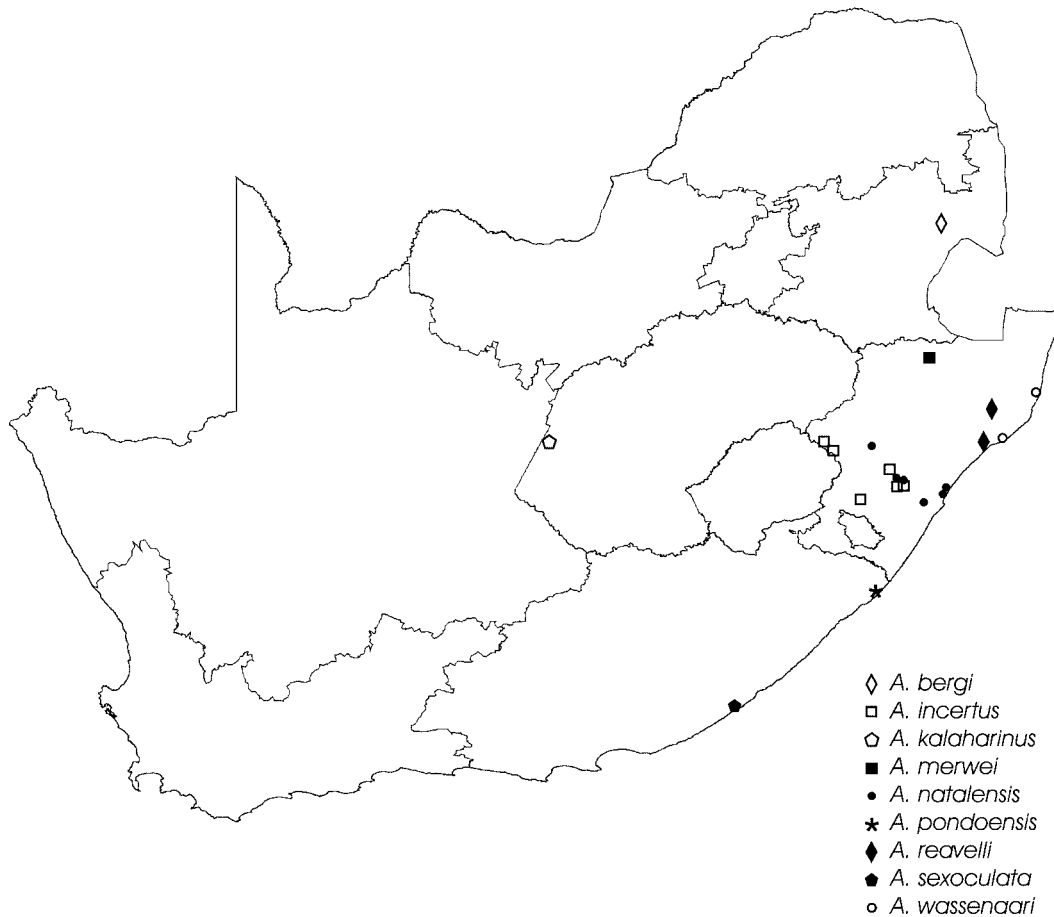 A. bergi
A. incertus
A. kalaharinus
A. merwei
A. natalensis
A. pondoensis
A. reavelli
A. sexoculata
A. wassenaari